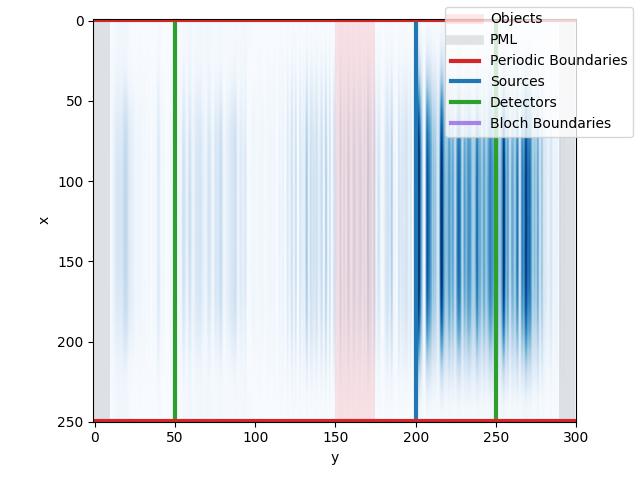 Objects
PML
Periodic Boundaries
Sources
Detectors
Bloch Boundaries
0
50
100
150
200
250
x
0 50 100 150 200 250 300
y